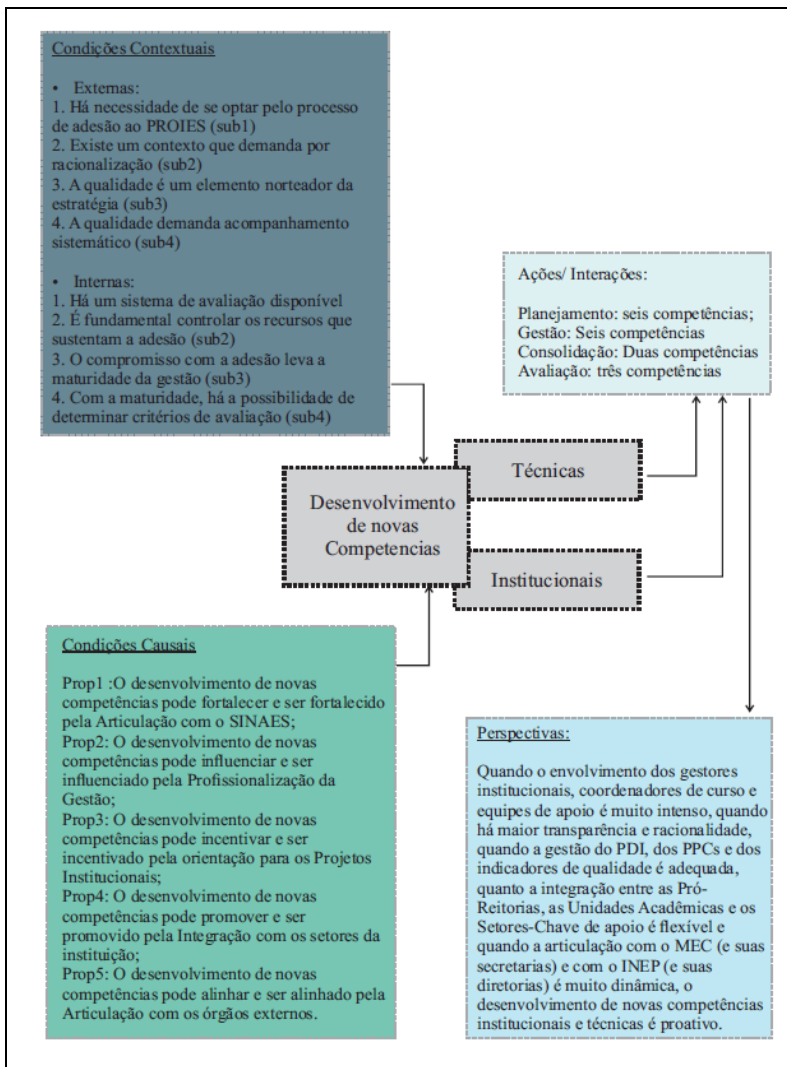 Condições Contextuais
• Externas:
1. Há necessidade de se optar pelo processo
de adesão ao PROIES (sub1)
2. Existe um contexto que demanda por
racionalização (sub2)
3. A qualidade é um elemento norteador da
estratégia (sub3)
4. A qualidade demanda acompanhamento
sistemático (sub4)
• Internas:
1. Há um sistema de avaliação disponível
2. É fundamental controlar os recursos que
sustentam a adesão (sub2)
3. O compromisso com a adesão leva a
maturidade da gestão (sub3)
4. Com a maturidade, há a possibilidade de
determinar critérios de avaliação (sub4)
Ações/ Interações:
Planejamento: seis competências;
Gestão: Seis competências
Consolidação: Duas competências
Avaliação: três competências
Técnicas
Desenvolvimento
de novas
Competencias
Institucionais
Condições Causais
Prop1 :O desenvolvimento de novas
competências pode fortalecer e ser fortalecido
pela Articulação com o SINAES;
Prop2: O desenvolvimento de novas
competências pode influenciar e ser
influenciado pela Profissionalização da
Gestão;
Prop3: O desenvolvimento de novas
competências pode incentivar e ser
incentivado pela orientação para os Projetos
Institucionais;
Prop4: O desenvolvimento de novas
competências pode promover e ser
promovido pela Integração com os setores da
instituição;
Prop5: O desenvolvimento de novas
competências pode alinhar e ser alinhado pela
Articulação com os órgãos externos.
Perspectivas:
Quando o envolvimento dos gestores
institucionais, coordenadores de curso e
equipes de apoio é muito intenso, quando
há maior transparência e racionalidade,
quando a gestão do PDI, dos PPCs e dos
indicadores de qualidade é adequada,
quanto a integração entre as Pró-
Reitorias, as Unidades Acadêmicas e os
Setores-Chave de apoio é flexível e
quando a articulação com o MEC (e suas
secretarias) e com o INEP (e suas
diretorias) é muito dinâmica, o
desenvolvimento de novas competências
institucionais e técnicas é proativo.